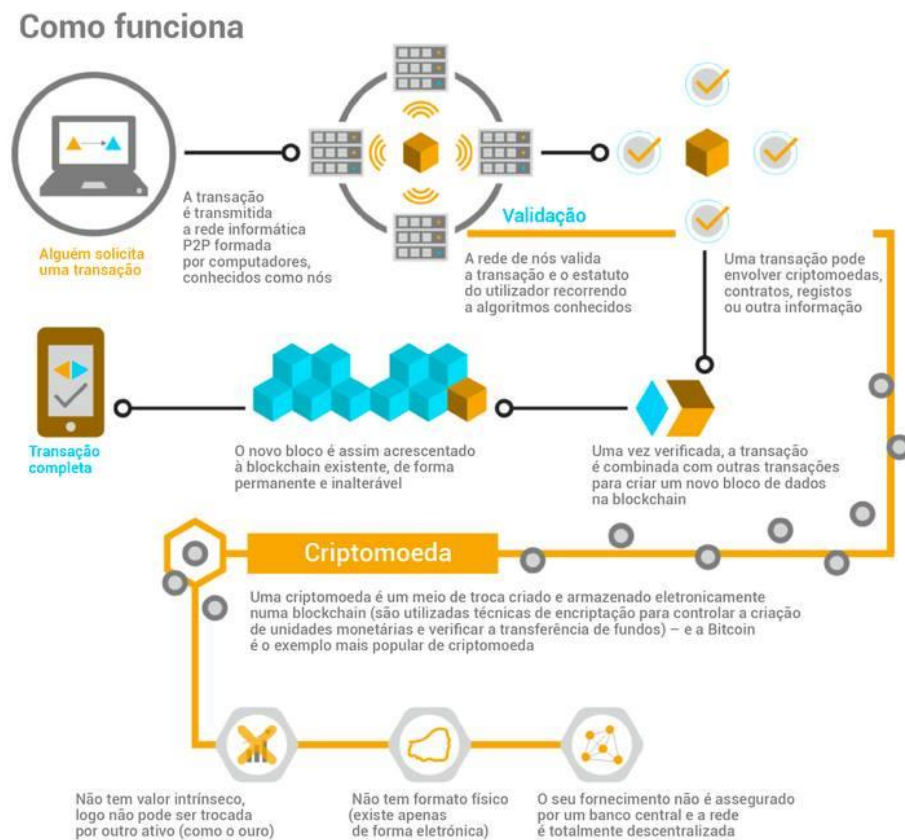 Como funciona
Alguém solicita
uma transação
A transação
é transmitida
a rede informática
P2P formada
por computadores,
conhecidos como nós
Validação
A rede de nós valida
a transação e o estatuto
do utilizador recorrendo
a algoritmos conhecidos
Uma transação pode
envolver criptomoedas,
contratos, registos
ou outra informação
Uma vez verificada, a transação
é combinada com outras transações
para criar um novo bloco de dados
na blockchain
O novo bloco é assim acrescentado
à blockchain existente, de forma
permanente e inalterável
Transação
completa
Criptomoeda
Uma criptomoeda é um meio de troca criado e armazenado eletronicamente
numa blockchain (são utilizadas técnicas de encriptação para controlar a criação
de unidades monetárias e verificar a transferência de fundos) – e a Bitcoin
é o exemplo mais popular de criptomoeda
Não tem valor intrínseco,
logo não pode ser trocada
por outro ativo (como o ouro)
Não tem formato físico
(existe apenas
de forma eletrónica)
O seu fornecimento não é assegurado
por um banco central e a rede
é totalmente descentralizada